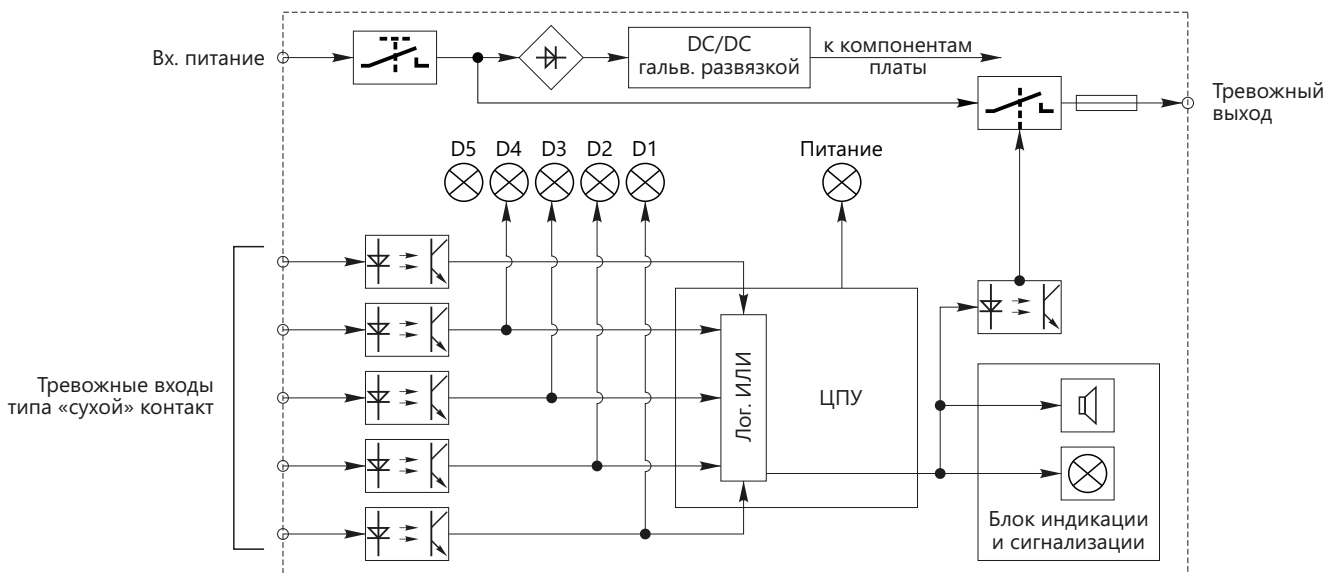 Вх. питание
DC/DC
гальв. развязкой
к компонентам
платы
Тревожный
выход
D5 D4 D3 D2 D1
Питание
Тревожные входы
типа «сухой» контакт
Лог. ИЛИ
ЦПУ
Блок индикации
и сигнализации